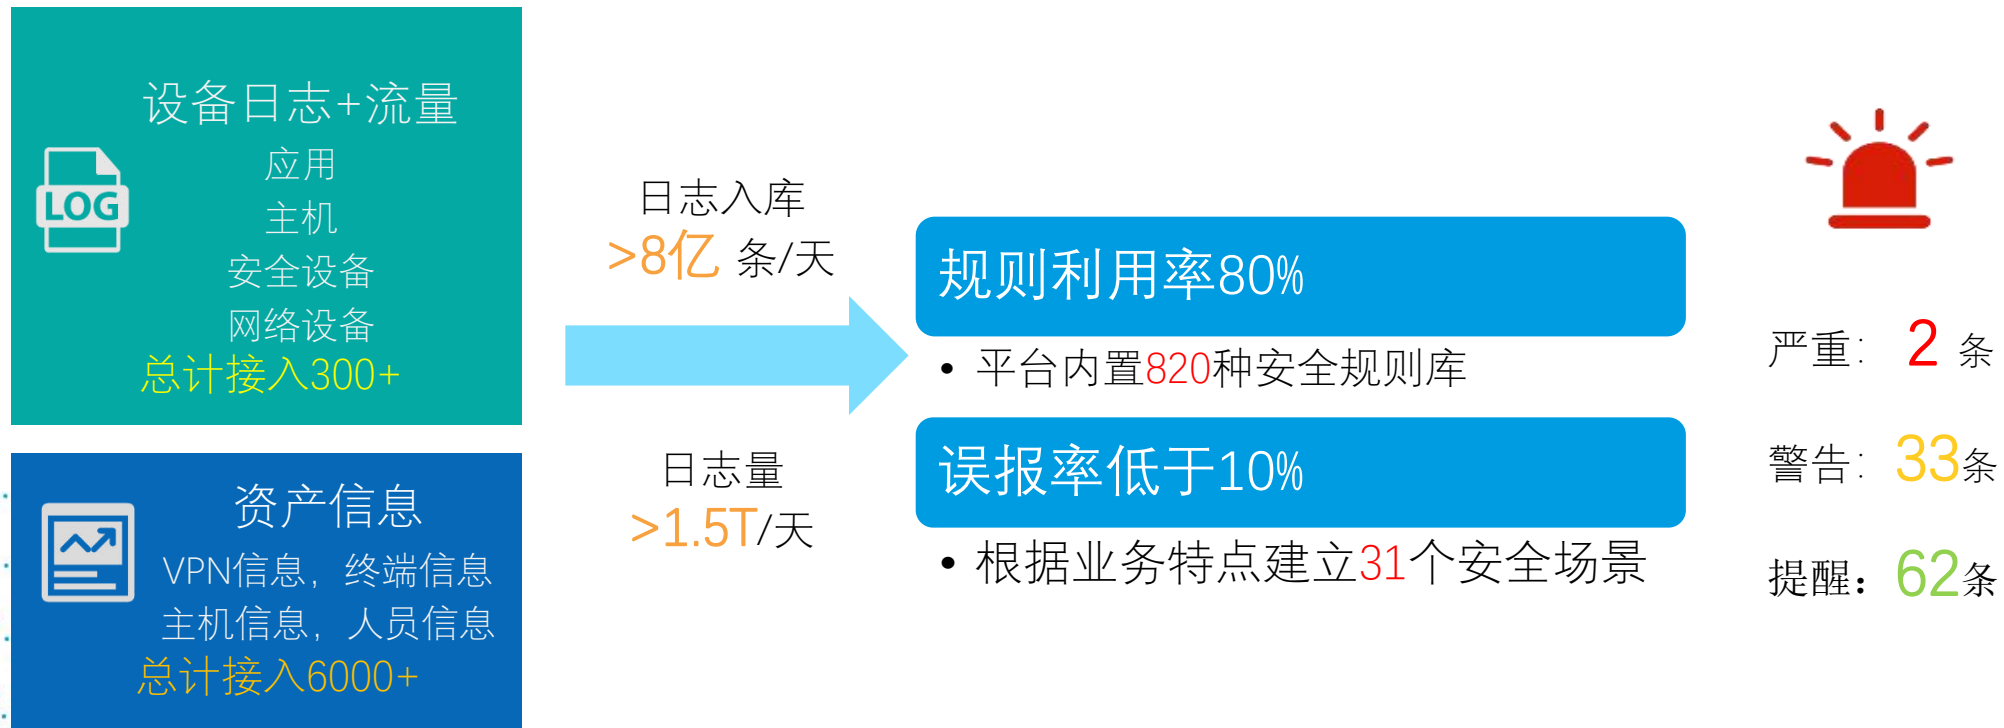 设备日志+流量
LOG
应用
主机
安全设备
网络设备
总计接入300+
资产信息
VPN信息，终端信息
主机信息，人员信息
总计接入6000+
日志入库
>8亿 条/天
日志量
>1.5T/天
规则利用率80%
• 平台内置820种安全规则库
误报率低于10%
• 根据业务特点建立31个安全场景
严重： 2 条
警告：33条
提醒：62条